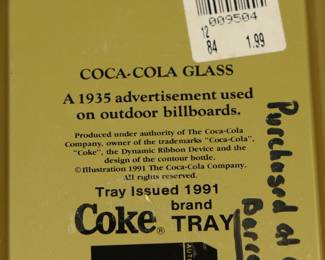 009504
12
84 1.99
COCA-COLA GLASS
A 1935 advertisement used
on outdoor billboards.
Produced under authority of The Coca-Cola
Company, owner of the trademarks "Coca-Cola",
"Coke", the Dynamic Ribbon Device and the
design of the contour bottle.
©Illustration 1991 The Coca-Cola Company.
All rights reserved.
Tray Issued 1991
Coke® brand
TRAY
Purchased at